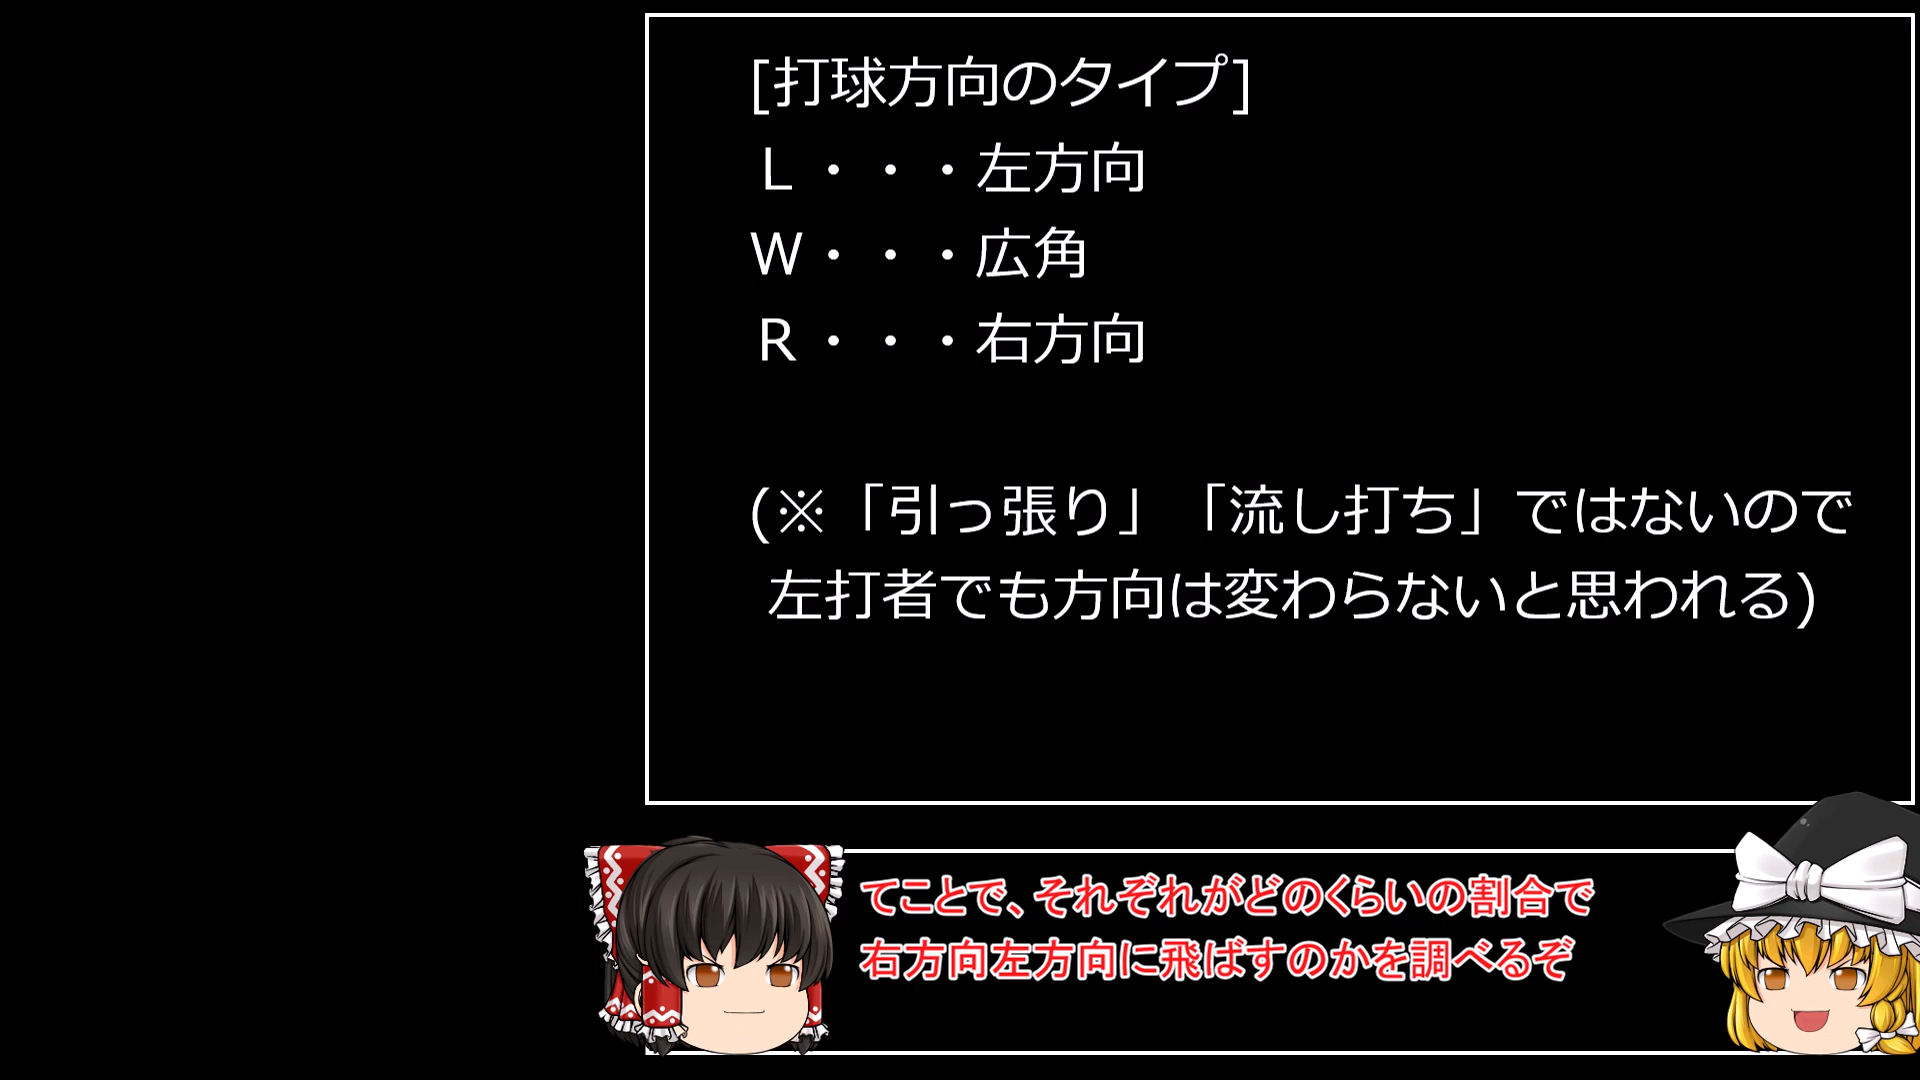 [打球方向のタイプ]
L・・・左方向
W・・・広角
R・・・右方向
(※「引っ張り」「流し打ち」ではないので
左打者でも方向は変わらないと思われる)
てことで、それぞれがどのくらいの割合で
右方向左方向に飛ばすのかを調べるぞ